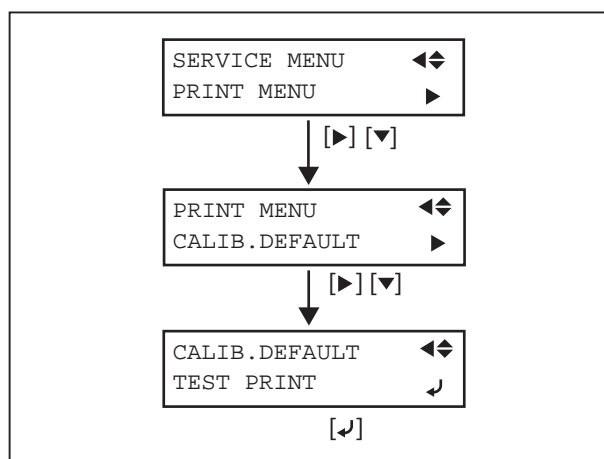 SERVICE MENU ◀◆
PRINT MENU ▶
[▶] [▼]
PRINT MENU ◀◆
CALIB.DEFAULT ▶
[▶] [▼]
CALIB.DEFAULT ◀◆
TEST PRINT ↵
[↵]